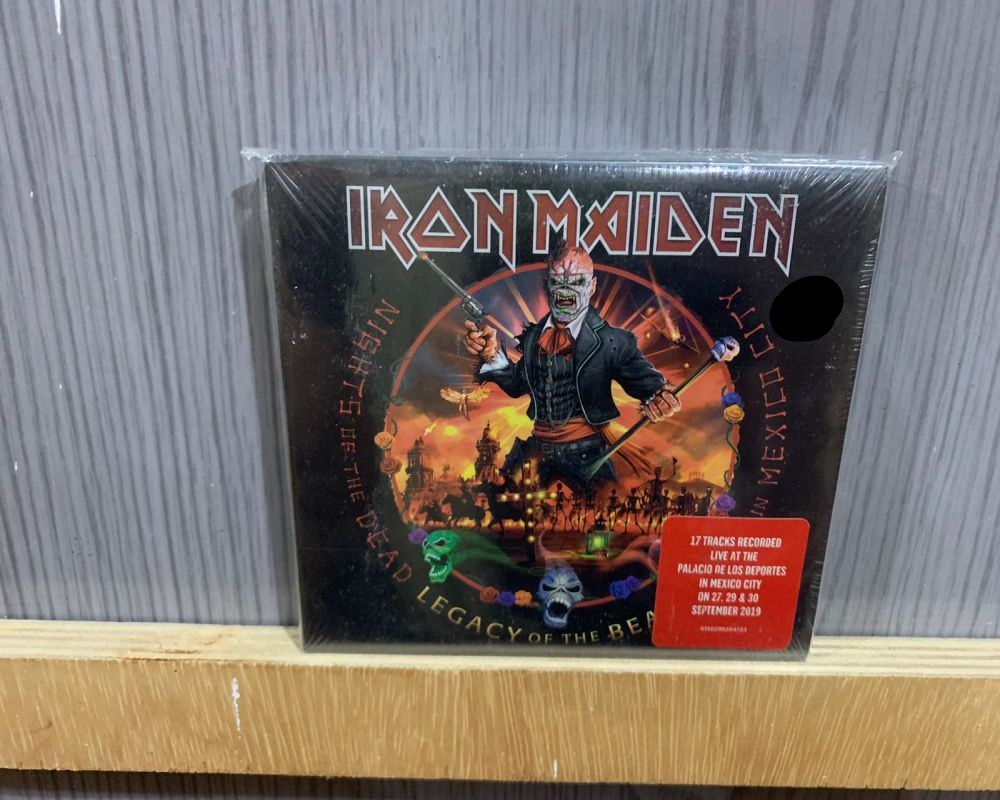 IRON MAIDEN
NIGHTS OF THE DEAD
LEGACY OF THE BEA
IN MEXICO CITY
17 TRACKS RECORDED
LIVE AT THE
PALACIO DE LOS DEPORTES
IN MEXICO CITY
ON 27, 29 & 30
SEPTEMBER 2019